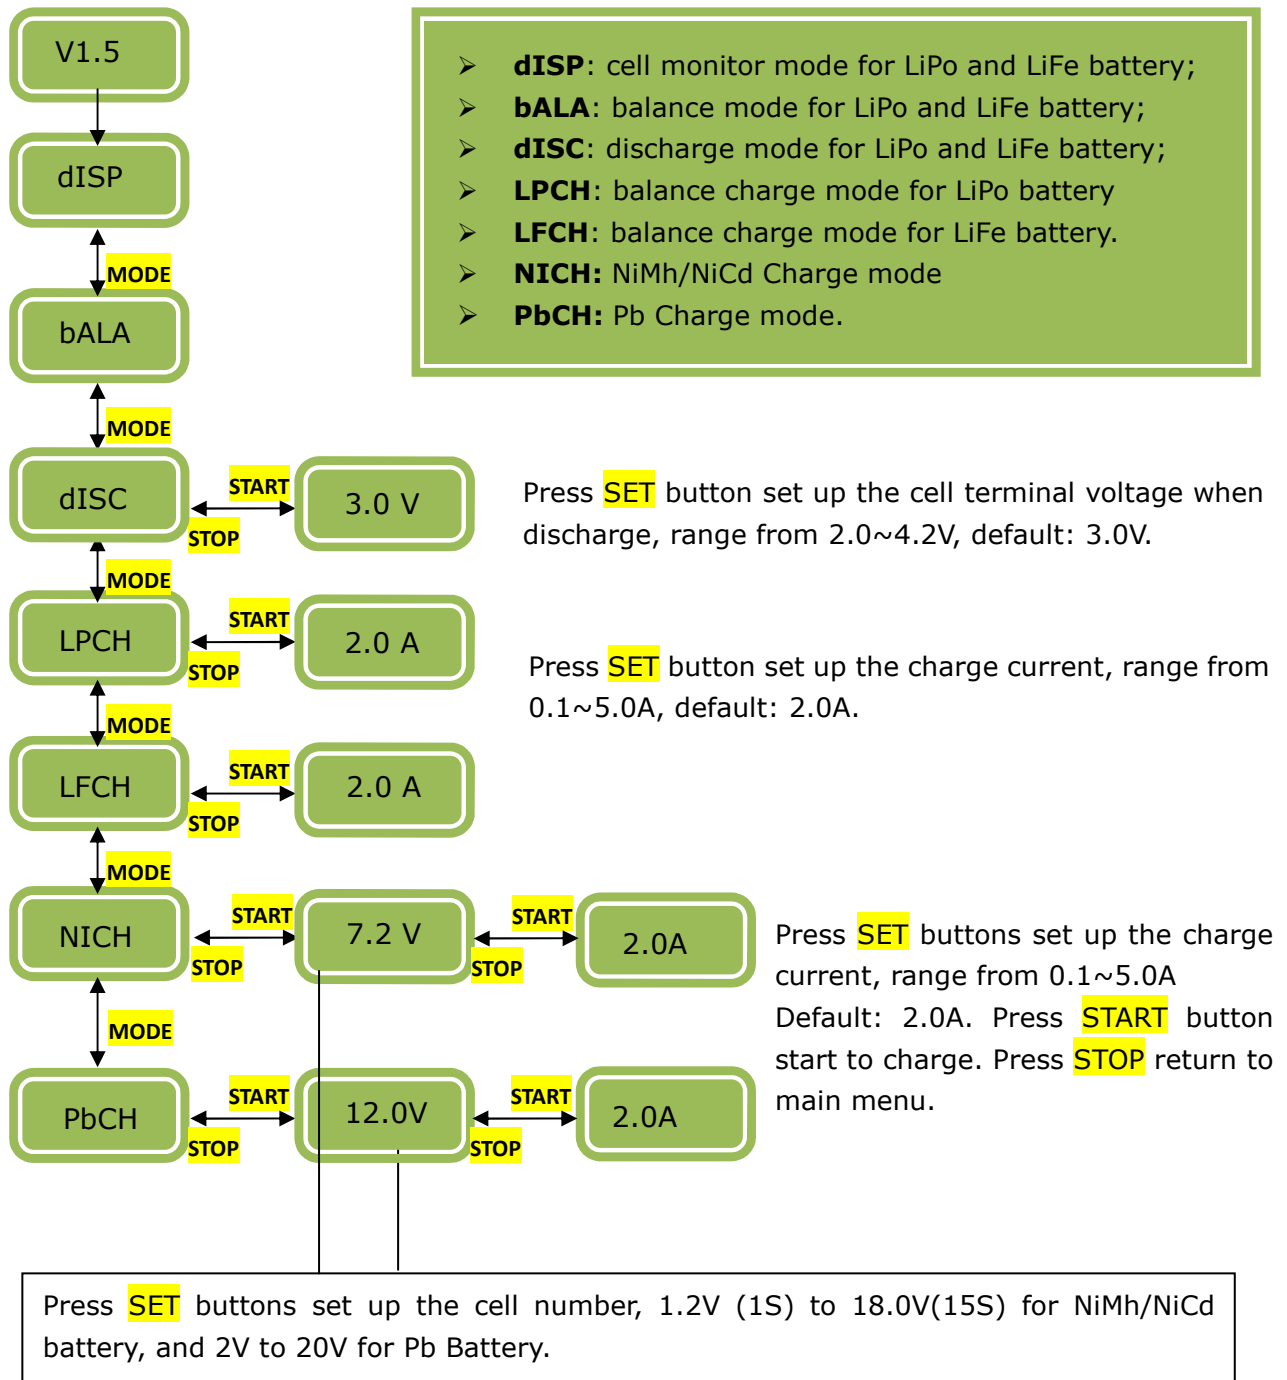 V1.5
➢ dISP: cell monitor mode for LiPo and LiFe battery;
➢ bALA: balance mode for LiPo and LiFe battery;
➢ dISC: discharge mode for LiPo and LiFe battery;
➢ LPCH: balance charge mode for LiPo battery
➢ LFCH: balance charge mode for LiFe battery.
➢ NICH: NiMh/NiCd Charge mode
➢ PbCH: Pb Charge mode.
dISP
MODE
bALA
MODE
dISC
START
STOP
3.0 V
Press SET button set up the cell terminal voltage when
discharge, range from 2.0~4.2V, default: 3.0V.
MODE
LPCH
START
STOP
2.0 A
Press SET button set up the charge current, range from
0.1~5.0A, default: 2.0A.
MODE
LFCH
START
STOP
2.0 A
MODE
NICH
START
STOP
7.2 V
START
STOP
2.0A
Press SET buttons set up the charge
current, range from 0.1~5.0A
Default: 2.0A. Press START button
start to charge. Press STOP return to
main menu.
MODE
PbCH
START
STOP
12.0V
START
STOP
2.0A
Press SET buttons set up the cell number, 1.2V (1S) to 18.0V(15S) for NiMh/NiCd
battery, and 2V to 20V for Pb Battery.